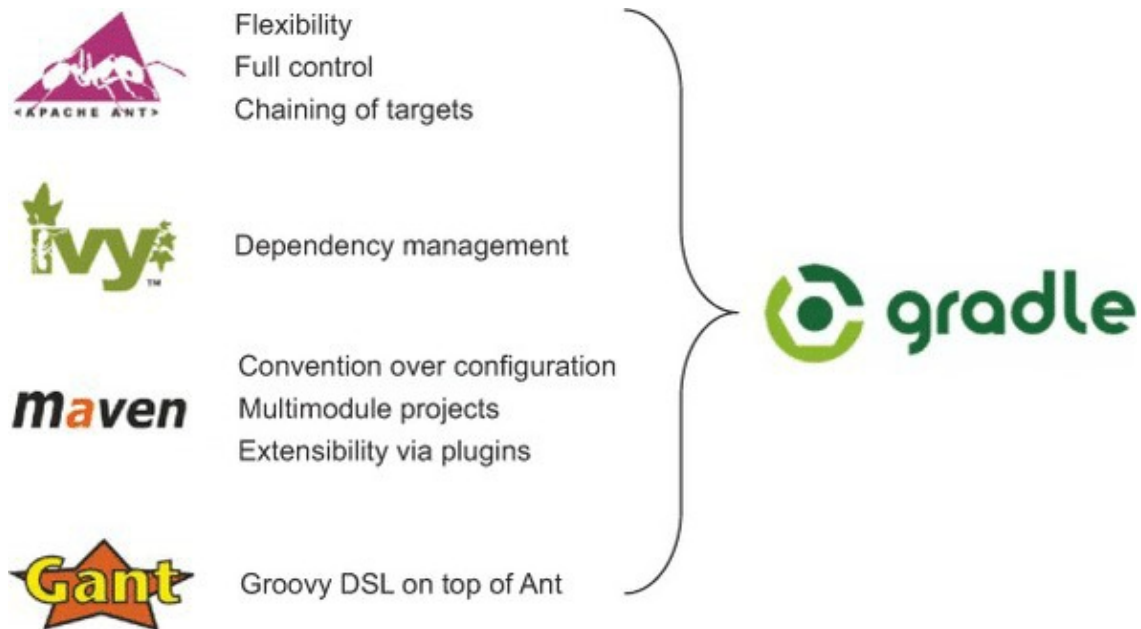 Flexibility
Full control
Chaining of targets
<APACHE ANT>
ivy
TM
Dependency management
gradle
Convention over configuration
maven
Multimodule projects
Extensibility via plugins
Gant
Groovy DSL on top of Ant